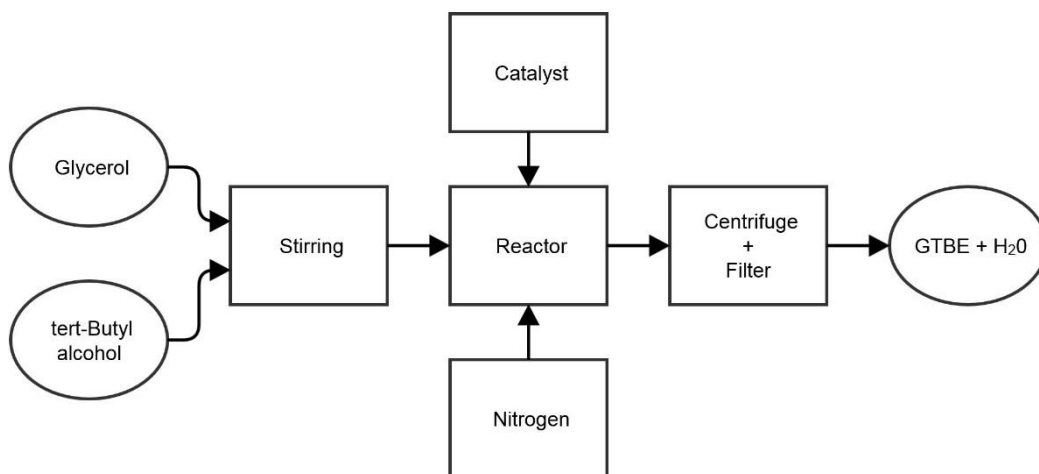 Catalyst
Glycerol
Stirring
Reactor
Centrifuge
+
Filter
GTBE + H₂0
tert-Butyl
alcohol
Nitrogen